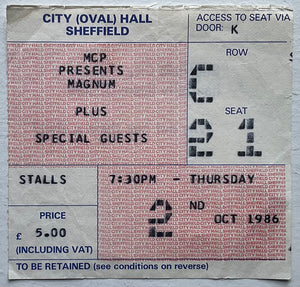 CITY (OVAL) HALL
SHEFFIELD
ACCESS TO SEAT VIA
DOOR: K
MCP
PRESENTS
MAGNUM
PLUS
SPECIAL GUESTS
ROW
C
SEAT
21
STALLS
7:30PM - THURSDAY
PRICE
£ 5.00
(INCLUDING VAT)
2 ND
OCT 1986
TO BE RETAINED (see conditions on reverse)